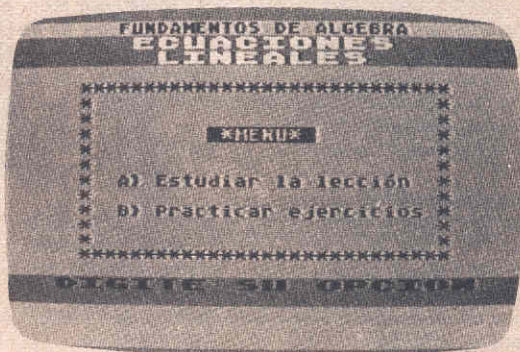 FUNDAMENTOS DE ALGEBRA
ECUACIONES
LINEALES
*MENU*
A) Estudiar la lección
B) Practicar ejercicios
DIGITE SU OPCION